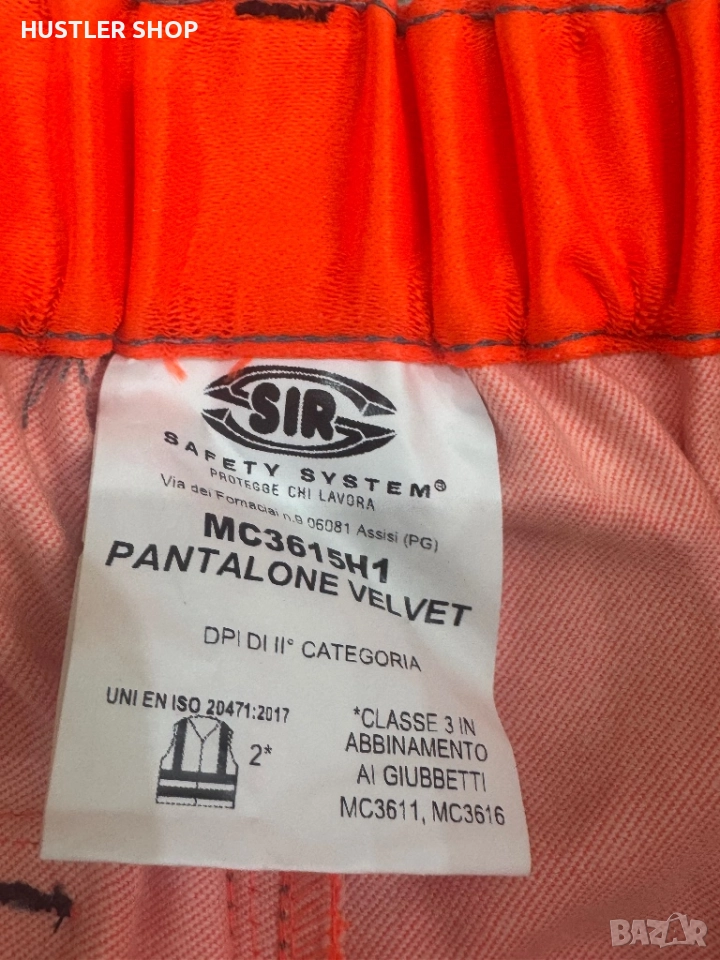 HUSTLER SHOP
SIR
SAFETY SYSTEM®
PROTEGGE CHI LAVORA
Via dei Fornaciai n.9 06081 Assisi (PG)
MC3615H1
PANTALONE VELVET
DPI DI II° CATEGORIA
UNI EN ISO 20471:2017
2*
*CLASSE 3 IN
ABBINAMENTO
AI GIUBBETTI
MC3611, MC3616
BAZAR